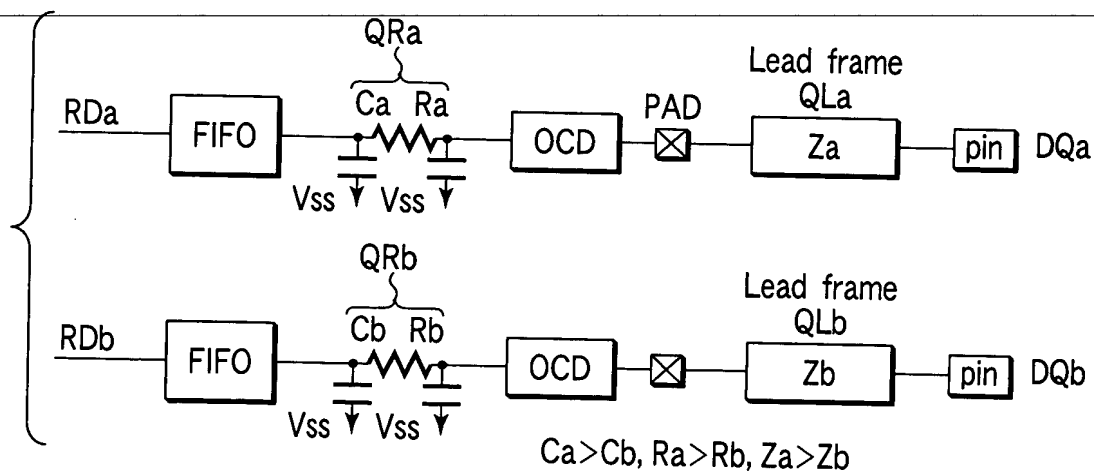 QRa
Lead frame
QLa
RDa
FIFO
Ca Ra
OCD
PAD
Za
pin
DQa
Vss Vss
QRb
Lead frame
QLb
RDb
FIFO
Cb Rb
OCD
Zb
pin
DQb
Vss Vss
Ca>Cb, Ra>Rb, Za>Zb